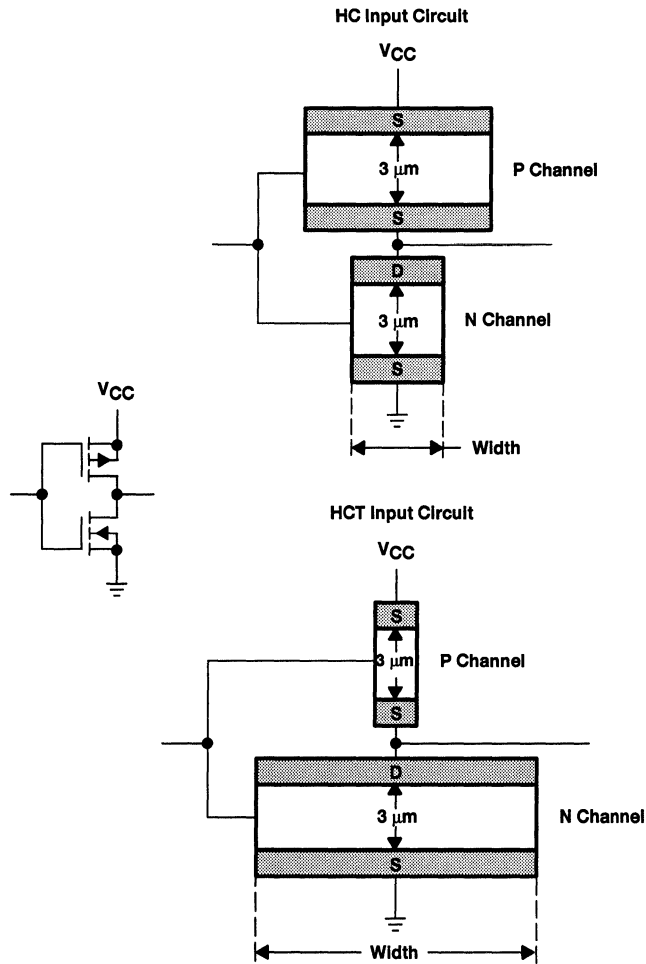 HC Input Circuit
VCC
S
3 μm
P Channel
S
D
3 μm
N Channel
S
Width
VCC
HCT Input Circuit
VCC
S
3 μm
P Channel
S
D
3 μm
N Channel
S
Width